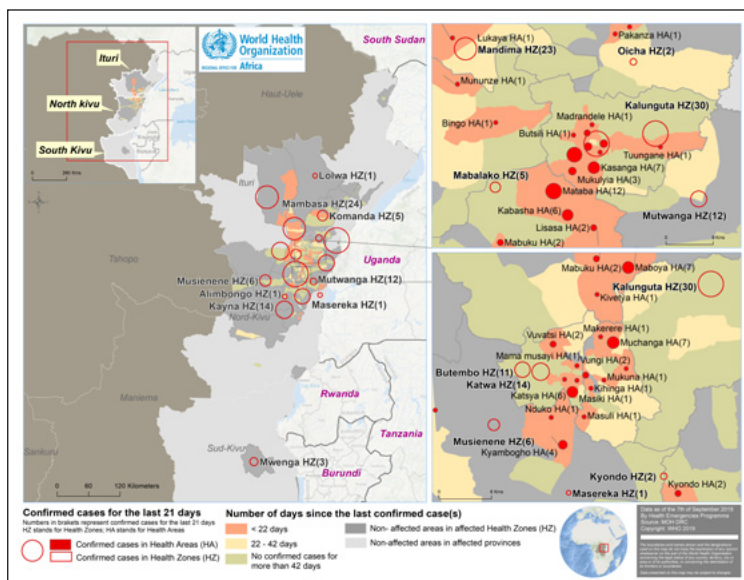 World Health
Organization
REGIONAL OFFICE FOR
Africa
Ituri
North kivu
South Kivu
South Sudan
Haut-Uele
Ituri
Lolwa HZ(1)
Mambasa HZ(24)
Komanda HZ(5)
Tshopo
Uganda
Musienene HZ(6)
Mutwanga HZ(12)
Alimbongo HZ(1)
Masereka HZ(1)
Kayna HZ(14)
Nord-Kivu
Rwanda
Maniema
Tanzania
Sankuru
Sud-Kivu
Mwenga HZ(3)
Burundi
0 60 120 Kilometers
Lukaya HA(1)
Pakanza HA(1)
Mandima HZ(23)
Oicha HZ(2)
Mununze HA(1)
Kalunguta HZ(30)
Madrandele HA(1)
Bingo HA(1)
Butsili HA(1)
Tuungane HA(1)
Kasanga HA(7)
Mabalako HZ(5)
Mukulyia HA(3)
Mataba HA(12)
Mutwanga HZ(12)
Kabasha HA(6)
Lisasa HA(2)
Mabuku HA(2)
Mabuku HA(2)
Maboya HA(7)
Kalunguta HZ(30)
Kivetya HA(1)
Makerere HA(1)
Vuvatsi HA(2)
Muchanga HA(7)
Mama musayi HA(1)
Vungi HA(2)
Butembo HZ(11)
Mukuna HA(1)
Katwa HZ(14)
Kihinga HA(1)
Katsya HA(6)
Masiki HA(1)
Nduko HA(1)
Masuli HA(1)
Musienene HZ(6)
Kyambogho HA(4)
Kyondo HZ(2)
Kyondo HA(2)
Masereka HZ(1)
Confirmed cases for the last 21 days
Numbers in brakets represent confirmed cases for the last 21 days
HZ stands for Health Zones; HA stands for Health Areas
Confirmed cases in Health Areas (HA)
Confirmed cases in Health Zones (HZ)
Number of days since the last confirmed case(s)
< 22 days
22 - 42 days
No confirmed cases for
more than 42 days
Non- affected areas in affected Health Zones (HZ)
Non-affected areas in affected provinces
Data as of the 7th of September 2019
By Health Emergencies Programme
Source: MOH DRC
Copyright: WHO 2019